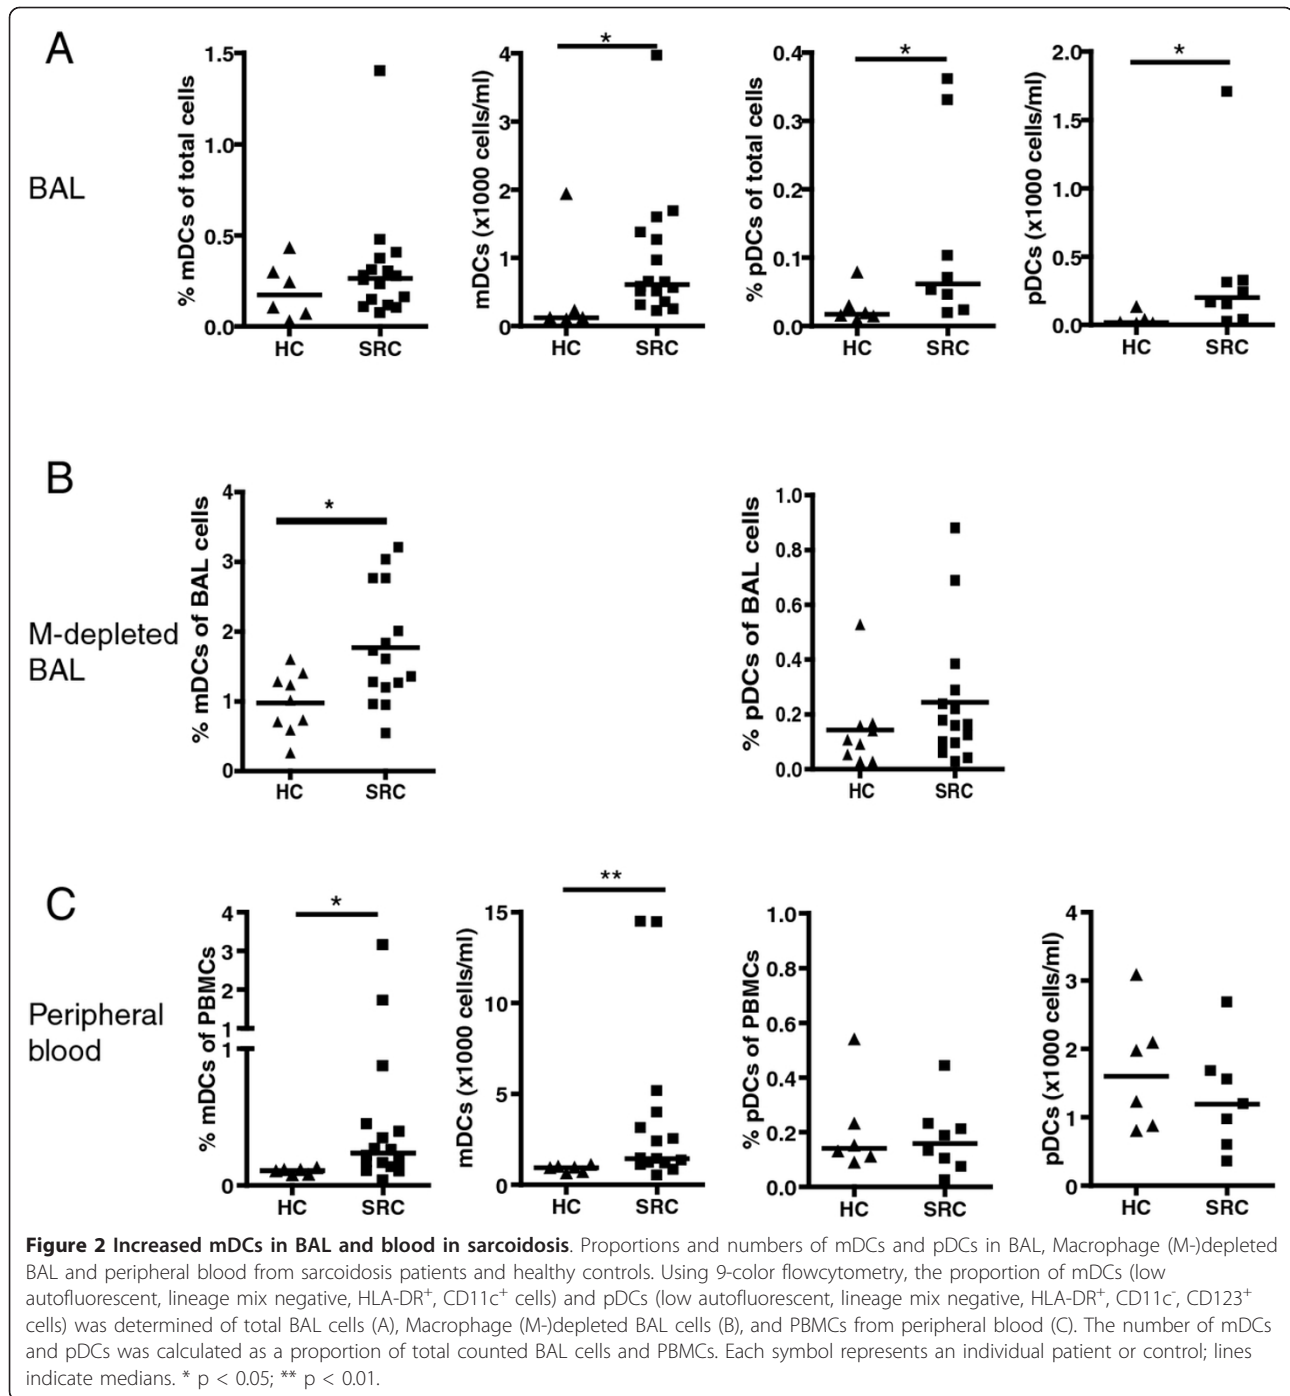 A
BAL
% mDCs of total cells
1.5
1.0
0.5
0.0
HC
SRC
mDCs (x1000 cells/ml)
4
2
1
0
HC
SRC
*
% pDCs of total cells
0.4
0.3
0.2
0.1
0.0
HC
SRC
*
pDCs (x1000 cells/ml)
2.0
1.5
1.0
0.5
0.0
HC
SRC
*
B
M-depleted
BAL
% mDCs of BAL cells
4
3
2
1
0
HC
SRC
*
% pDCs of BAL cells
1.0
0.8
0.6
0.4
0.2
0.0
HC
SRC
C
Peripheral
blood
% mDCs of PBMCs
4
3
2
1
1
0
HC
SRC
*
mDCs (x1000 cells/ml)
15
10
5
0
HC
SRC
**
% pDCs of PBMCs
1.0
0.8
0.6
0.4
0.2
0.0
HC
SRC
pDCs (x1000 cells/ml)
4
3
2
1
0
HC
SRC
Figure 2 Increased mDCs in BAL and blood in sarcoidosis. Proportions and numbers of mDCs and pDCs in BAL, Macrophage (M-)depleted
BAL and peripheral blood from sarcoidosis patients and healthy controls. Using 9-color flowcytometry, the proportion of mDCs (low
autofluorescent, lineage mix negative, HLA-DR⁺, CD11c⁺ cells) and pDCs (low autofluorescent, lineage mix negative, HLA-DR⁺, CD11c⁻, CD123⁺
cells) was determined of total BAL cells (A), Macrophage (M-)depleted BAL cells (B), and PBMCs from peripheral blood (C). The number of mDCs
and pDCs was calculated as a proportion of total counted BAL cells and PBMCs. Each symbol represents an individual patient or control; lines
indicate medians. * p < 0.05; ** p < 0.01.